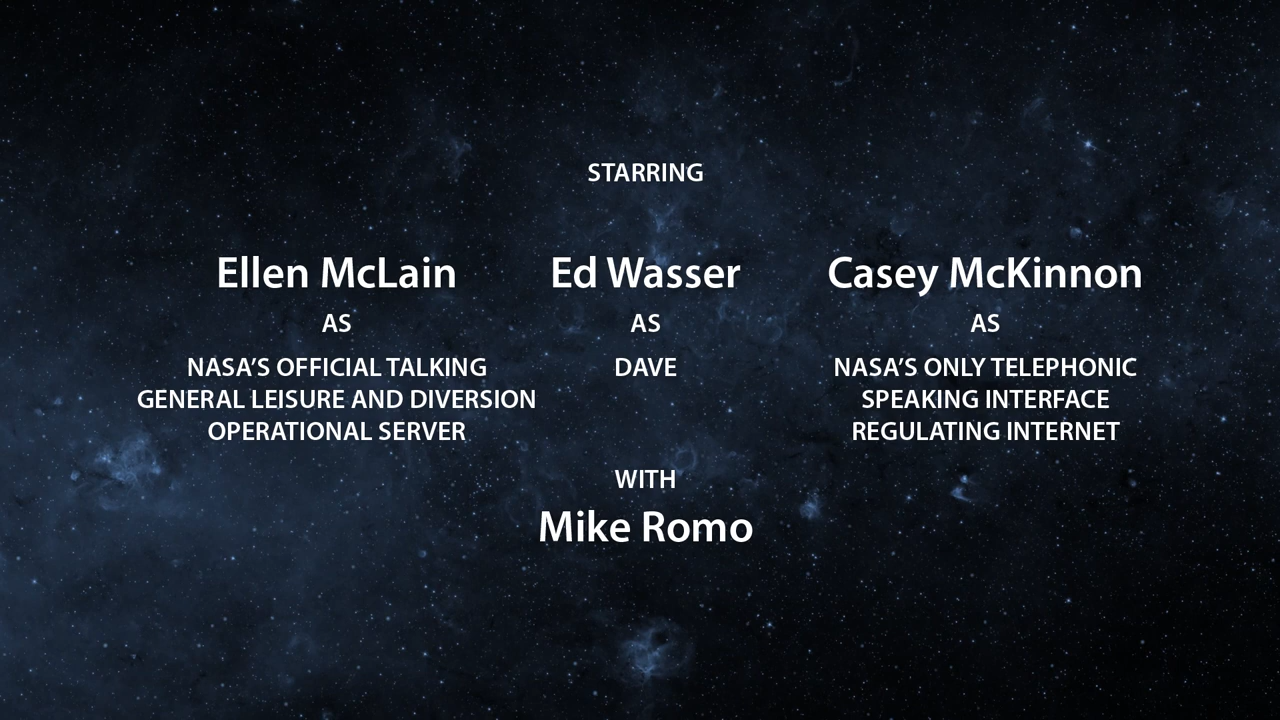 STARRING
Ellen McLain
AS
NASA'S OFFICIAL TALKING
GENERAL LEISURE AND DIVERSION
OPERATIONAL SERVER
Ed Wasser
AS
DAVE
Casey McKinnon
AS
NASA'S ONLY TELEPHONIC
SPEAKING INTERFACE
REGULATING INTERNET
WITH
Mike Romo